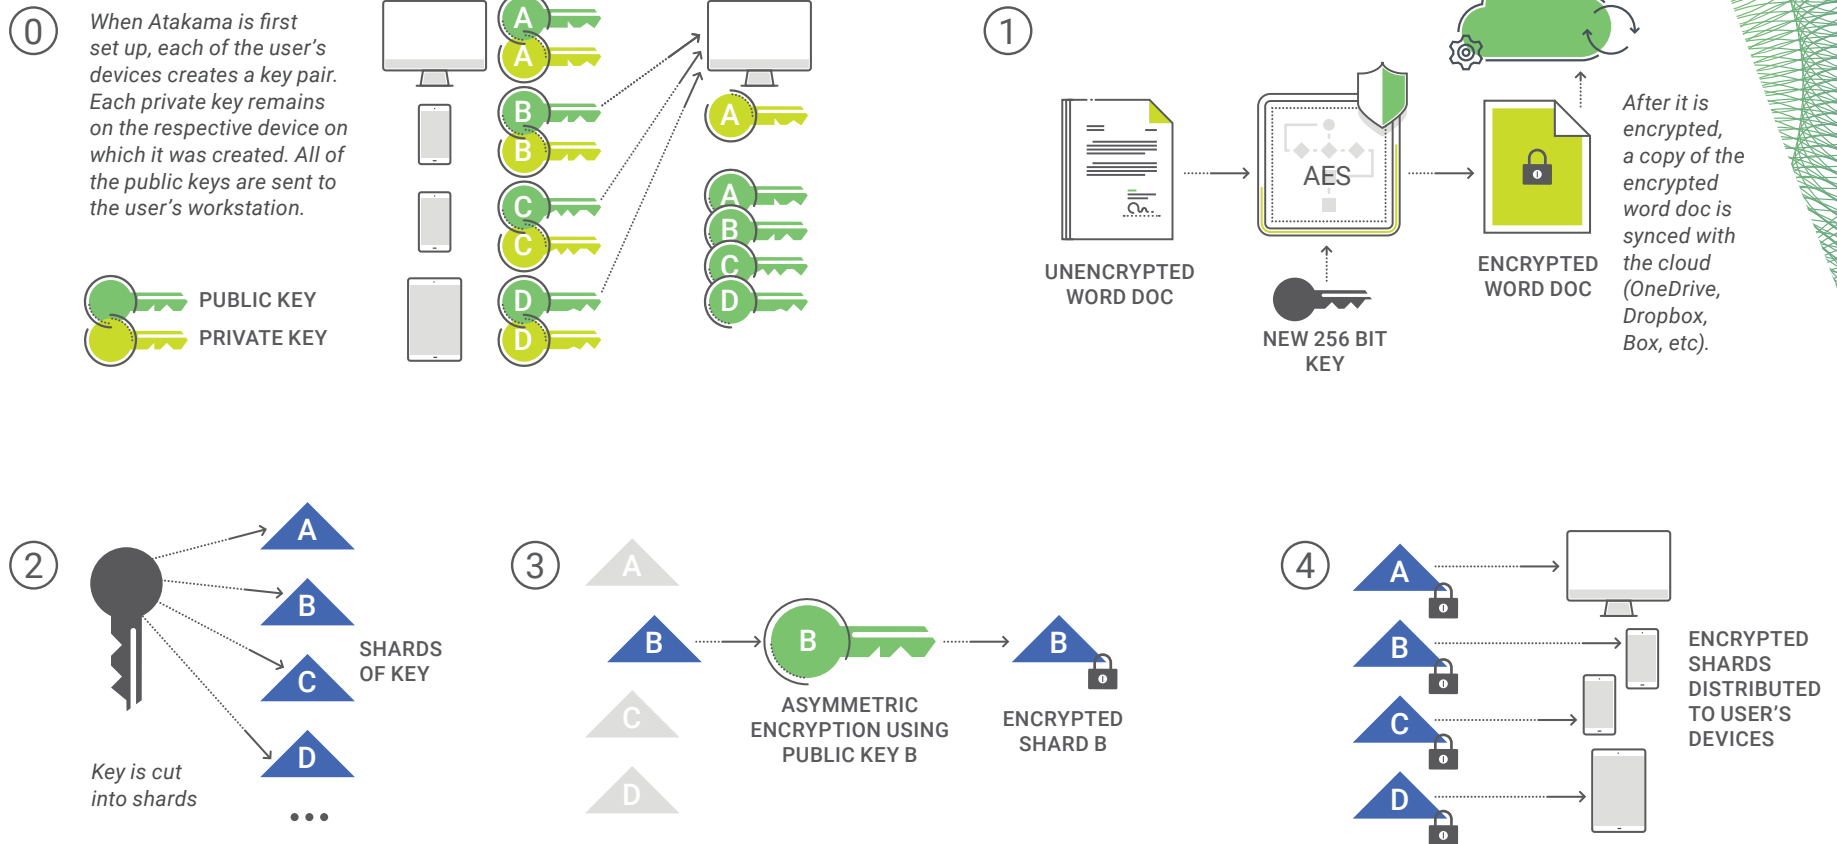 0
When Atakama is first
set up, each of the user's
devices creates a key pair.
Each private key remains
on the respective device on
which it was created. All of
the public keys are sent to
the user's workstation.
PUBLIC KEY
PRIVATE KEY
A
A
B
B
C
C
D
D
A
A
B
C
D
1
UNENCRYPTED
WORD DOC
AES
NEW 256 BIT
KEY
ENCRYPTED
WORD DOC
After it is
encrypted,
a copy of the
encrypted
word doc is
synced with
the cloud
(OneDrive,
Dropbox,
Box, etc).
2
A
B
C
D
SHARDS
OF KEY
Key is cut
into shards
3
A
B
C
D
B
ASYMMETRIC
ENCRYPTION USING
PUBLIC KEY B
B
ENCRYPTED
SHARD B
4
A
B
C
D
ENCRYPTED
SHARDS
DISTRIBUTED
TO USER'S
DEVICES